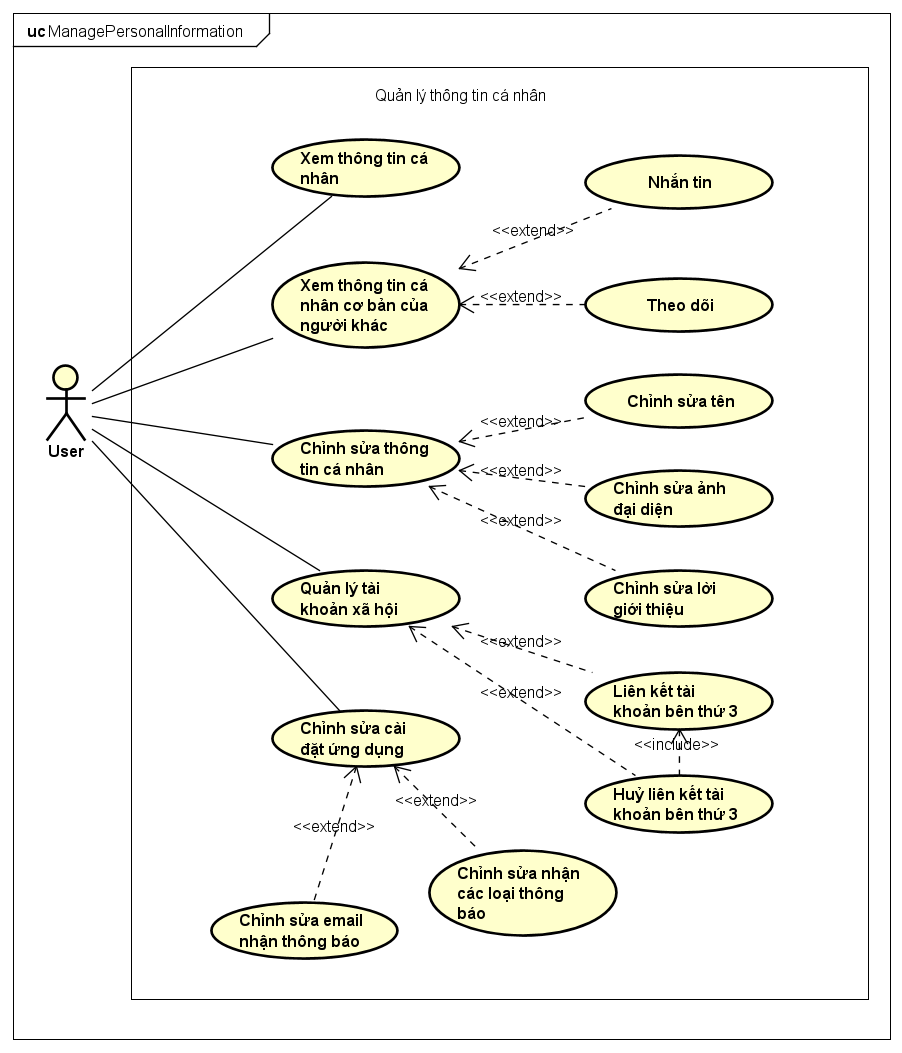 uc ManagePersonalInformation
Quản lý thông tin cá nhân
Xem thông tin cá
nhân
Nhắn tin
<<extend>>
Xem thông tin cá
nhân cơ bản của
người khác
<<extend>>
Theo dõi
User
Chỉnh sửa thông
tin cá nhân
<<extend>>
Chỉnh sửa tên
<<extend>>
Chỉnh sửa ảnh
đại diện
<<extend>>
Chỉnh sửa lời
giới thiệu
Quản lý tài
khoản xã hội
<<extend>>
Liên kết tài
khoản bên thứ 3
<<extend>>
<<include>>
Huỷ liên kết tài
khoản bên thứ 3
Chỉnh sửa cài
đặt ứng dụng
<<extend>>
<<extend>>
Chỉnh sửa nhận
các loại thông
báo
Chỉnh sửa email
nhận thông báo